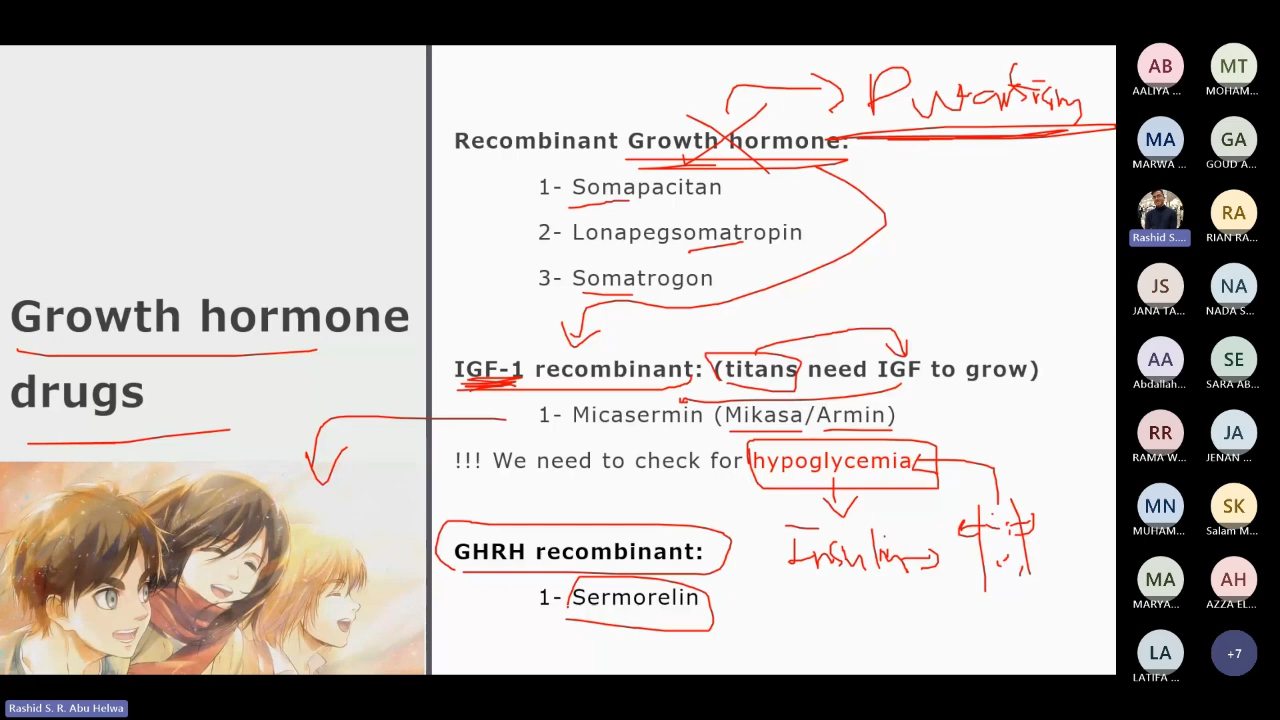 Growth hormone
drugs
Recombinant Growth hormone:
1- Somapacitan
2- Lonapegsomatropin
3- Somatrogon
IGF-1 recombinant: (titans need IGF to grow)
1- Micasermin (Mikasa/Armin)
!!! We need to check for hypoglycemia
Insulin
GHRH recombinant:
1- Sermorelin
AB
AALIYA ...
MT
MOHAM...
MA
MARWA ...
GA
GOUD A...
Rashid S....
RA
RIAN RA...
JS
JANA TA...
NA
NADA S...
AA
Abdallah...
SE
SARA AB...
RR
RAMA W...
JA
JENAN ...
MN
MUHAM...
SK
Salam M...
MA
MARYA...
AH
AZZA EL...
LA
LATIFA ...
+7
Rashid S. R. Abu Helwa